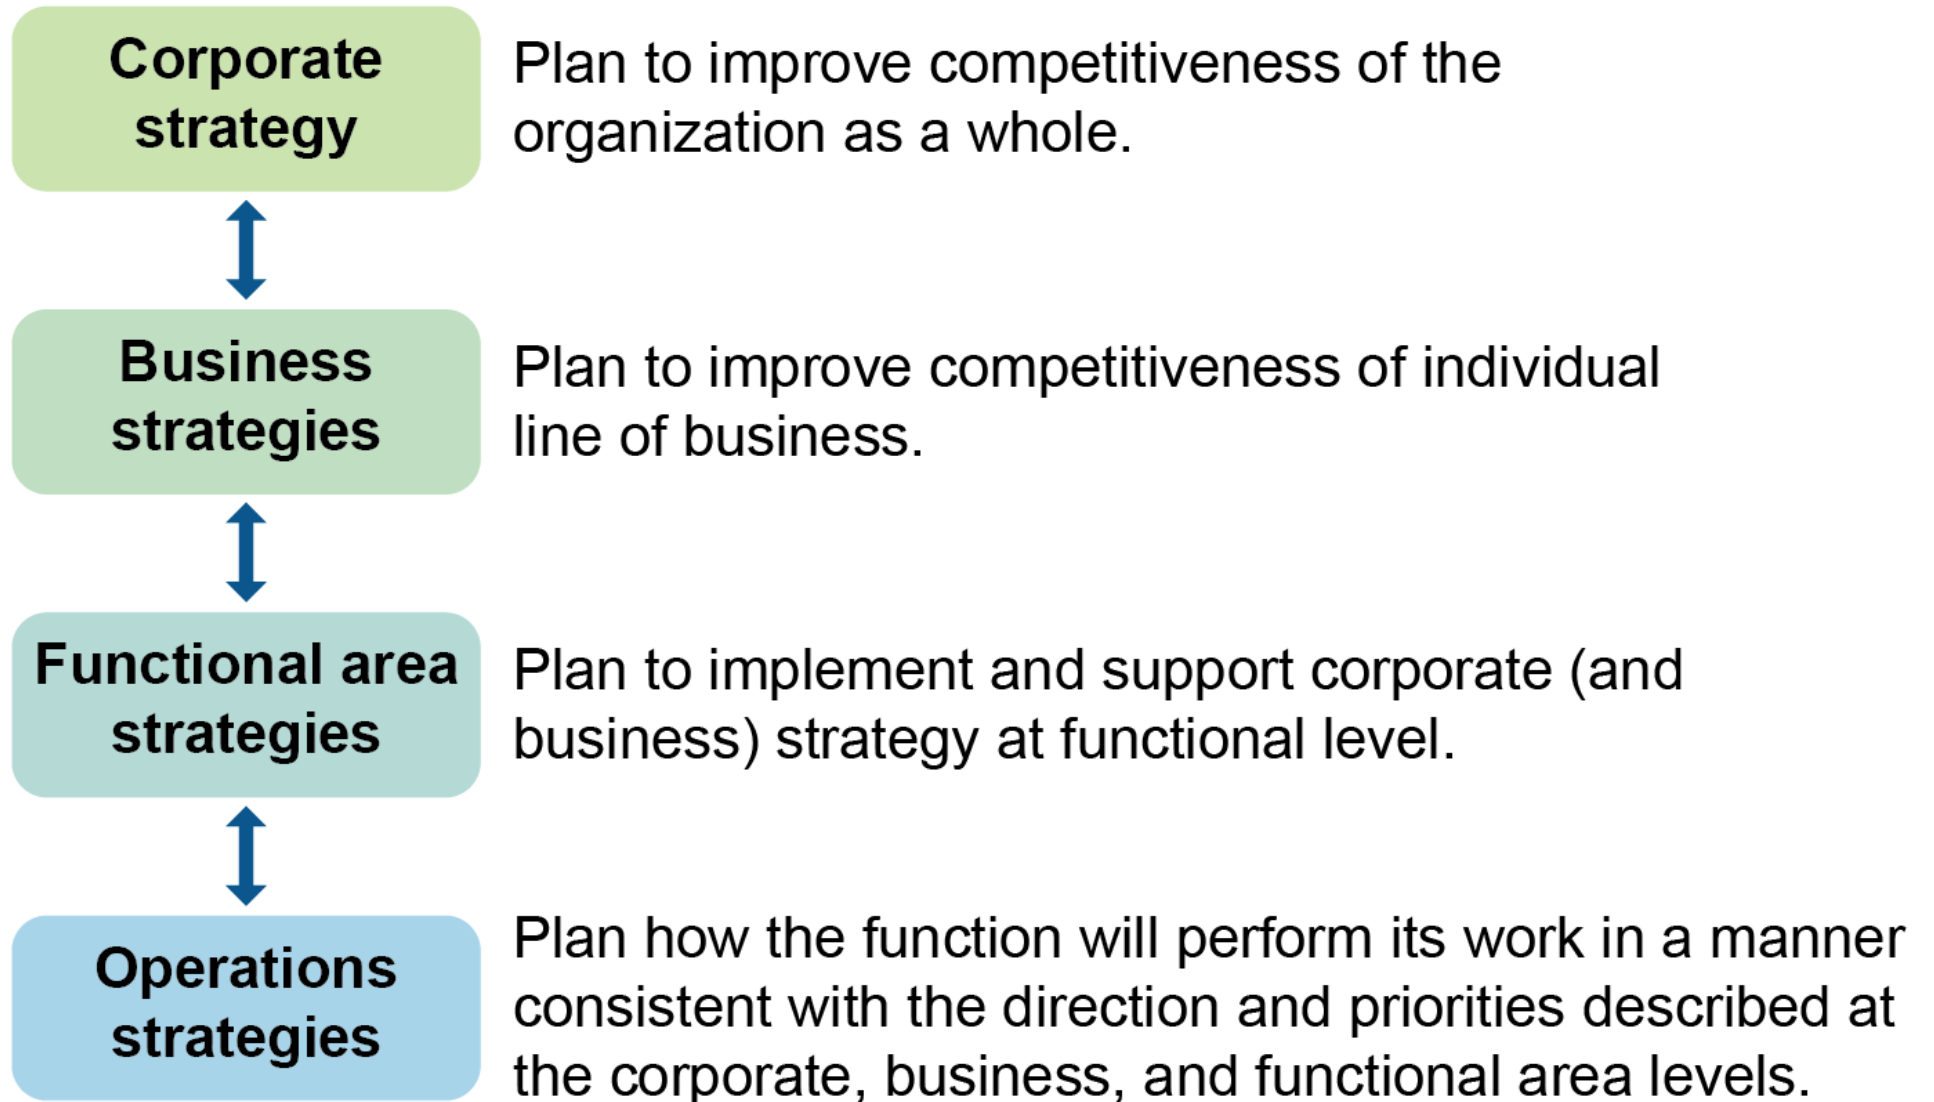 Corporate
strategy
Plan to improve competitiveness of the
organization as a whole.
Business
strategies
Plan to improve competitiveness of individual
line of business.
Functional area
strategies
Plan to implement and support corporate (and
business) strategy at functional level.
Operations
strategies
Plan how the function will perform its work in a manner
consistent with the direction and priorities described at
the corporate, business, and functional area levels.